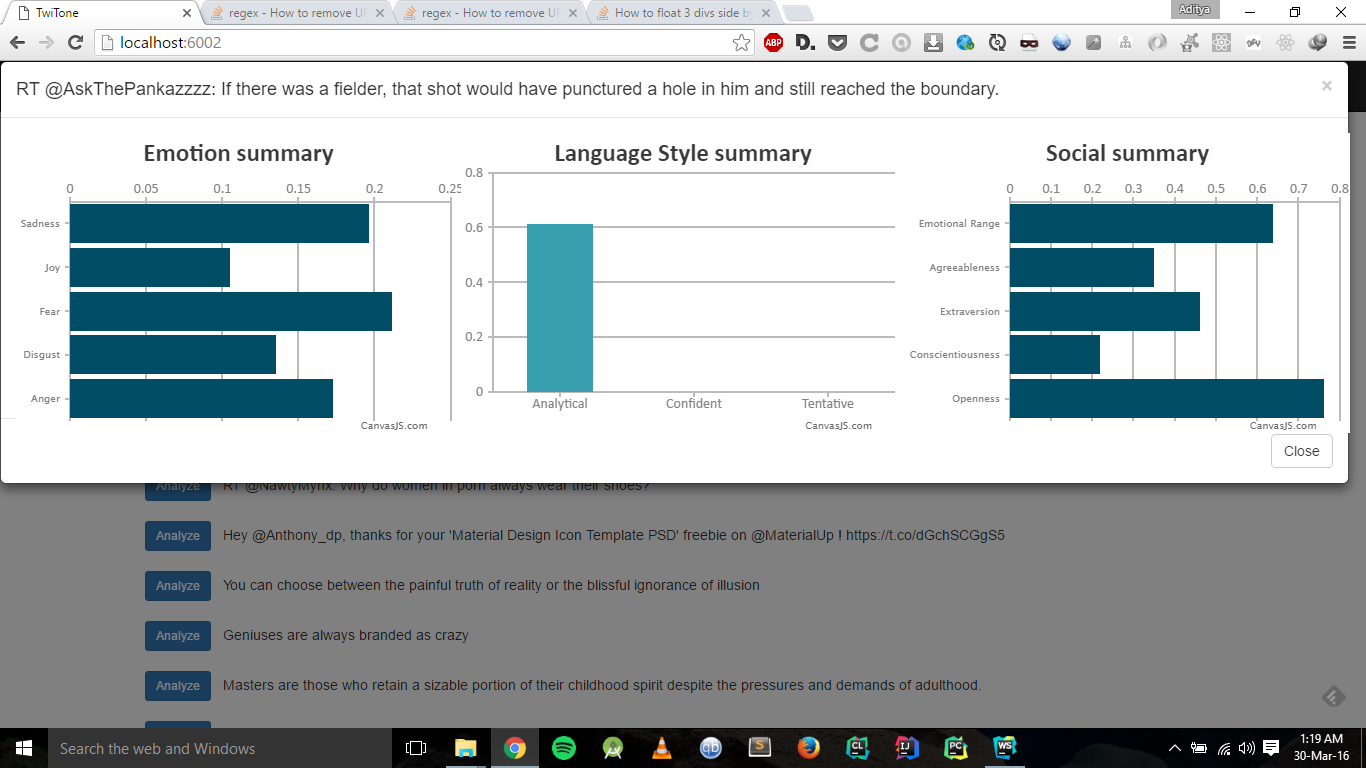 TwiTone
regex - How to remove UR
regex - How to remove UR
How to float 3 divs side by
Aditya
localhost:6002
ABP
D.
RT @AskThePankazzzz: If there was a fielder, that shot would have punctured a hole in him and still reached the boundary.
×
Emotion summary
0 0.05 0.1 0.15 0.2 0.25
Sadness
Joy
Fear
Disgust
Anger
CanvasJS.com
Language Style summary
0.8
0.6
0.4
0.2
0
Analytical Confident Tentative
CanvasJS.com
Social summary
0 0.1 0.2 0.3 0.4 0.5 0.6 0.7 0.8
Emotional Range
Agreeableness
Extraversion
Conscientiousness
Openness
CanvasJS.com
Close
Analyze RT @NawtyMynx: Why do women in porn always wear their shoes?
Analyze Hey @Anthony_dp, thanks for your 'Material Design Icon Template PSD' freebie on @MaterialUp ! https://t.co/dGchSCGgS5
Analyze You can choose between the painful truth of reality or the blissful ignorance of illusion
Analyze Geniuses are always branded as crazy
Analyze Masters are those who retain a sizable portion of their childhood spirit despite the pressures and demands of adulthood.
Search the web and Windows
CL
IJ
PC
WS
1:19 AM
30-Mar-16